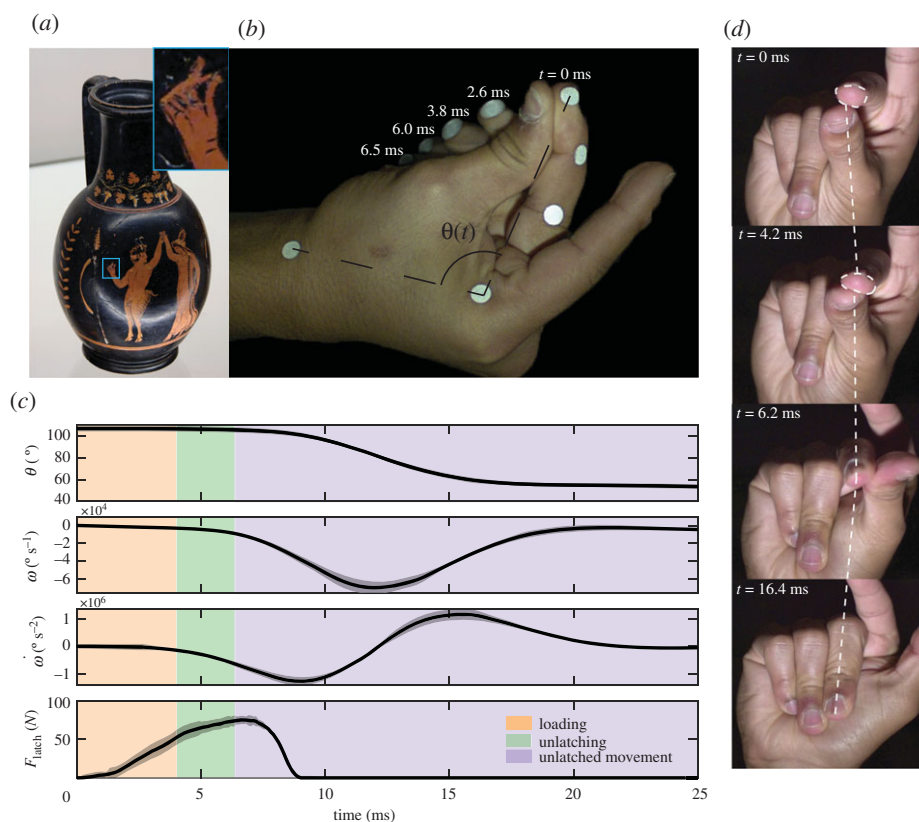 (a)
(b)
t = 0 ms
2.6 ms
3.8 ms
6.0 ms
6.5 ms
θ(t)
(c)
100
80
60
40
θ (°)
×10⁴
0
−2
−4
−6
ω (° s⁻¹)
×10⁶
1
0
−1
ω̇ (° s⁻²)
100
50
F_latch (N)
loading
unlatching
unlatched movement
0 5 10 15 20 25
time (ms)
(d)
t = 0 ms
t = 4.2 ms
t = 6.2 ms
t = 16.4 ms